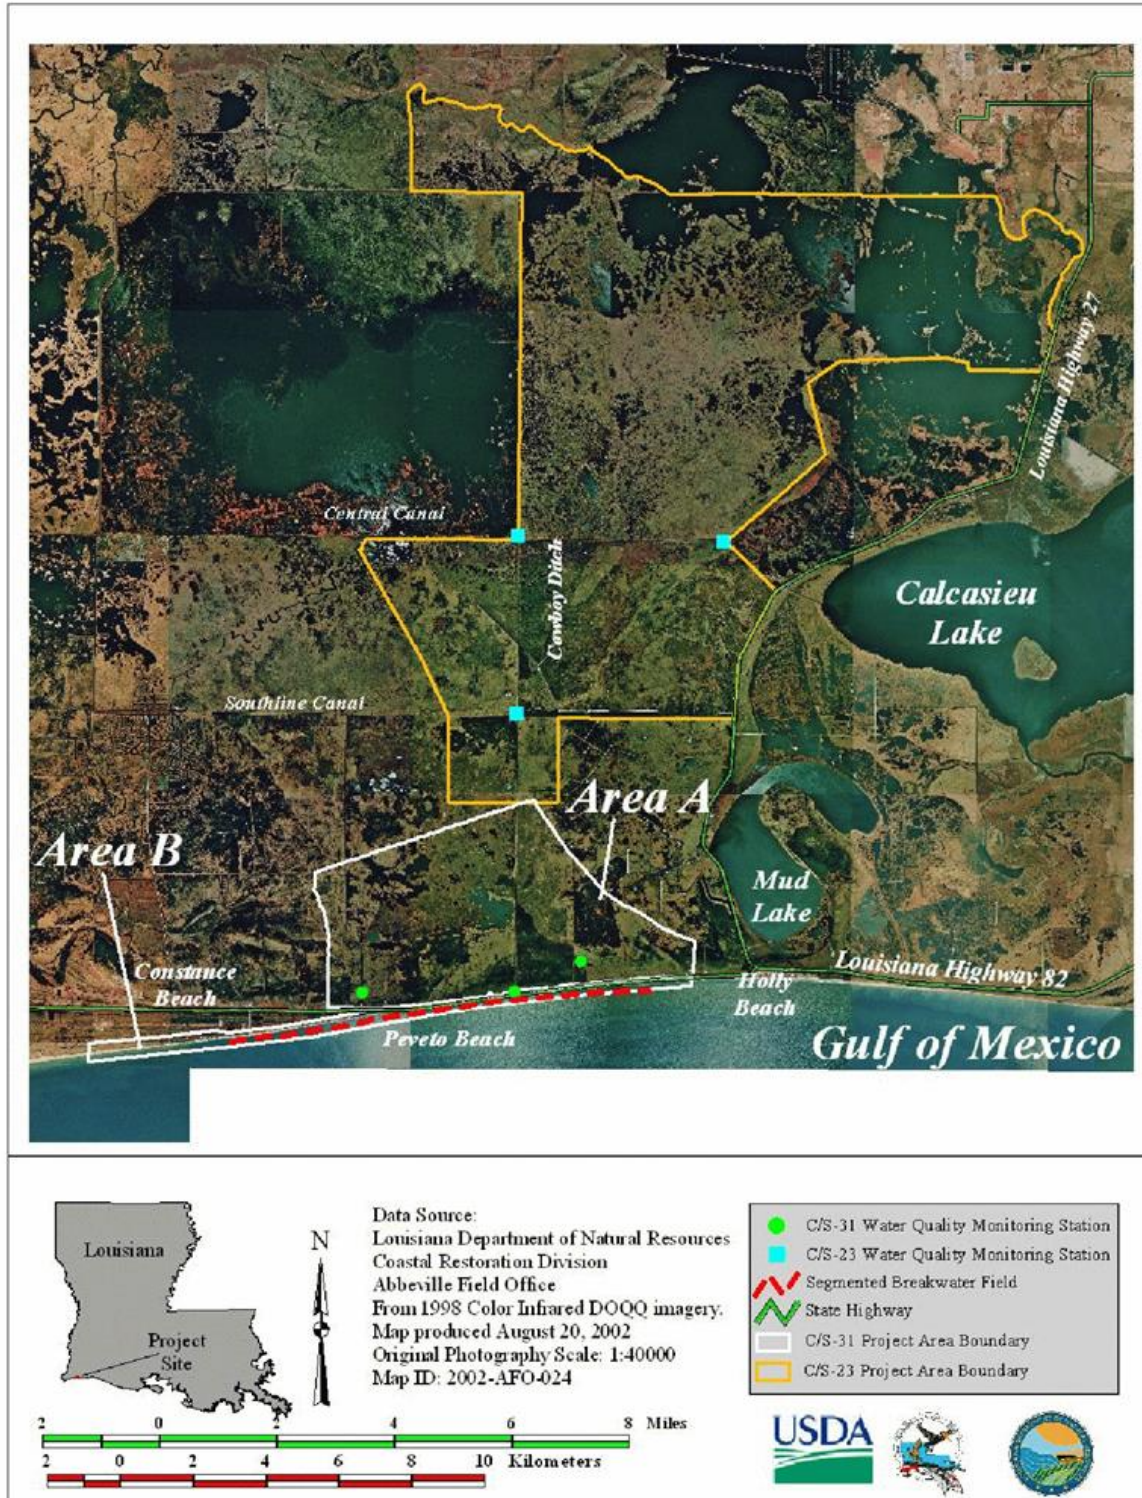 Louisiana Highway 27
Central Canal
Cowboy Ditch
Calcasieu
Lake
Southline Canal
Area A
Area B
Mud
Lake
Constance
Beach
Louisiana Highway 82
Holly
Beach
Peveto Beach
Gulf of Mexico
Louisiana
Project
Site
N
Data Source:
Louisiana Department of Natural Resources
Coastal Restoration Division
Abbeville Field Office
From 1998 Color Infrared DOQQ imagery.
Map produced August 20, 2002
Original Photography Scale: 1:40000
Map ID: 2002-AFO-024
C/S-31 Water Quality Monitoring Station
C/S-23 Water Quality Monitoring Station
Segmented Breakwater Field
State Highway
C/S-31 Project Area Boundary
C/S-23 Project Area Boundary
2 0 2 4 6 8 Miles
2 0 2 4 6 8 10 Kilometers
USDA